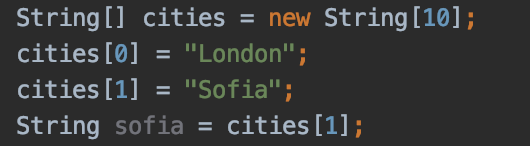 String[] cities = new String[10];
cities[0] = "London";
cities[1] = "Sofia";
String sofia = cities[1];